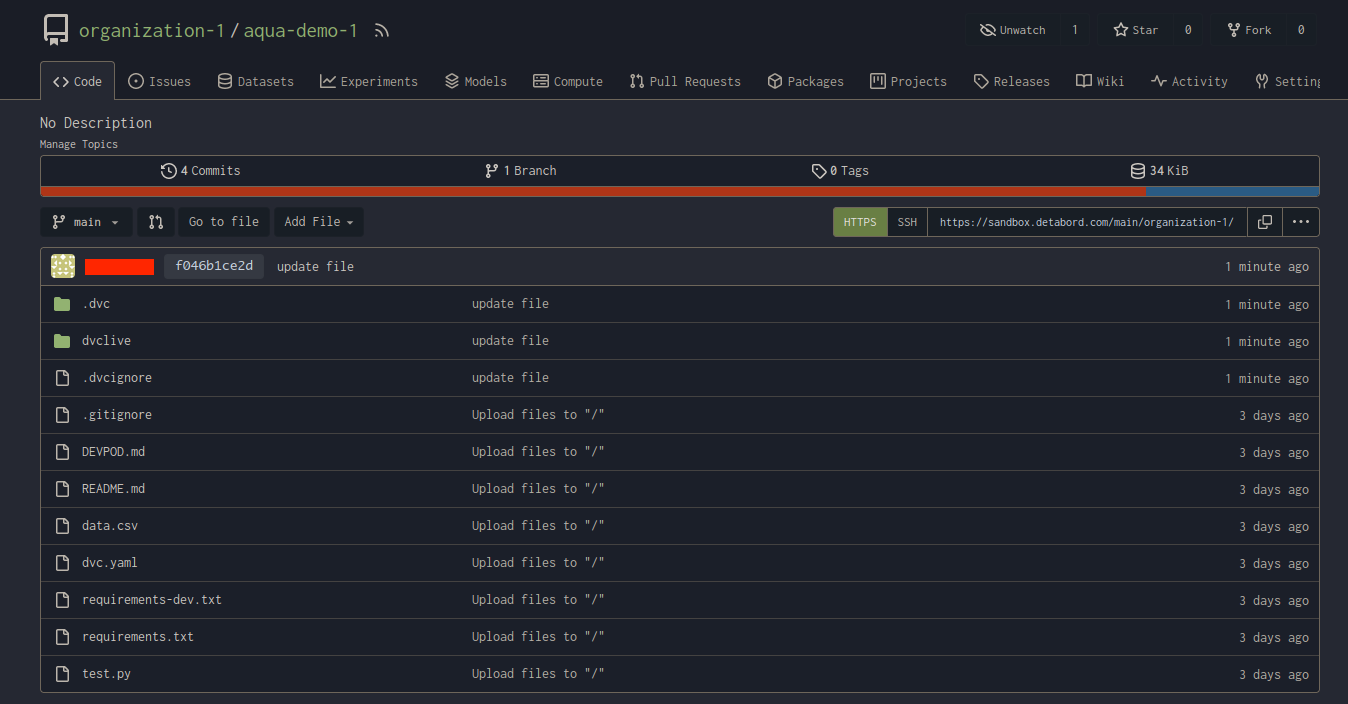 organization-1 / aqua-demo-1 Unwatch 1 Star 0 Fork 0
Code Issues Datasets Experiments Models Compute Pull Requests Packages Projects Releases Wiki Activity Setting
No Description
Manage Topics
4 Commits 1 Branch 0 Tags 34 KiB
main Go to file Add File HTTPS SSH https://sandbox.detabord.com/main/organization-1/
f046b1ce2d update file 1 minute ago
.dvc update file 1 minute ago
dvclive update file 1 minute ago
.dvcignore update file 1 minute ago
.gitignore Upload files to "/" 3 days ago
DEVPOD.md Upload files to "/" 3 days ago
README.md Upload files to "/" 3 days ago
data.csv Upload files to "/" 3 days ago
dvc.yaml Upload files to "/" 3 days ago
requirements-dev.txt Upload files to "/" 3 days ago
requirements.txt Upload files to "/" 3 days ago
test.py Upload files to "/" 3 days ago